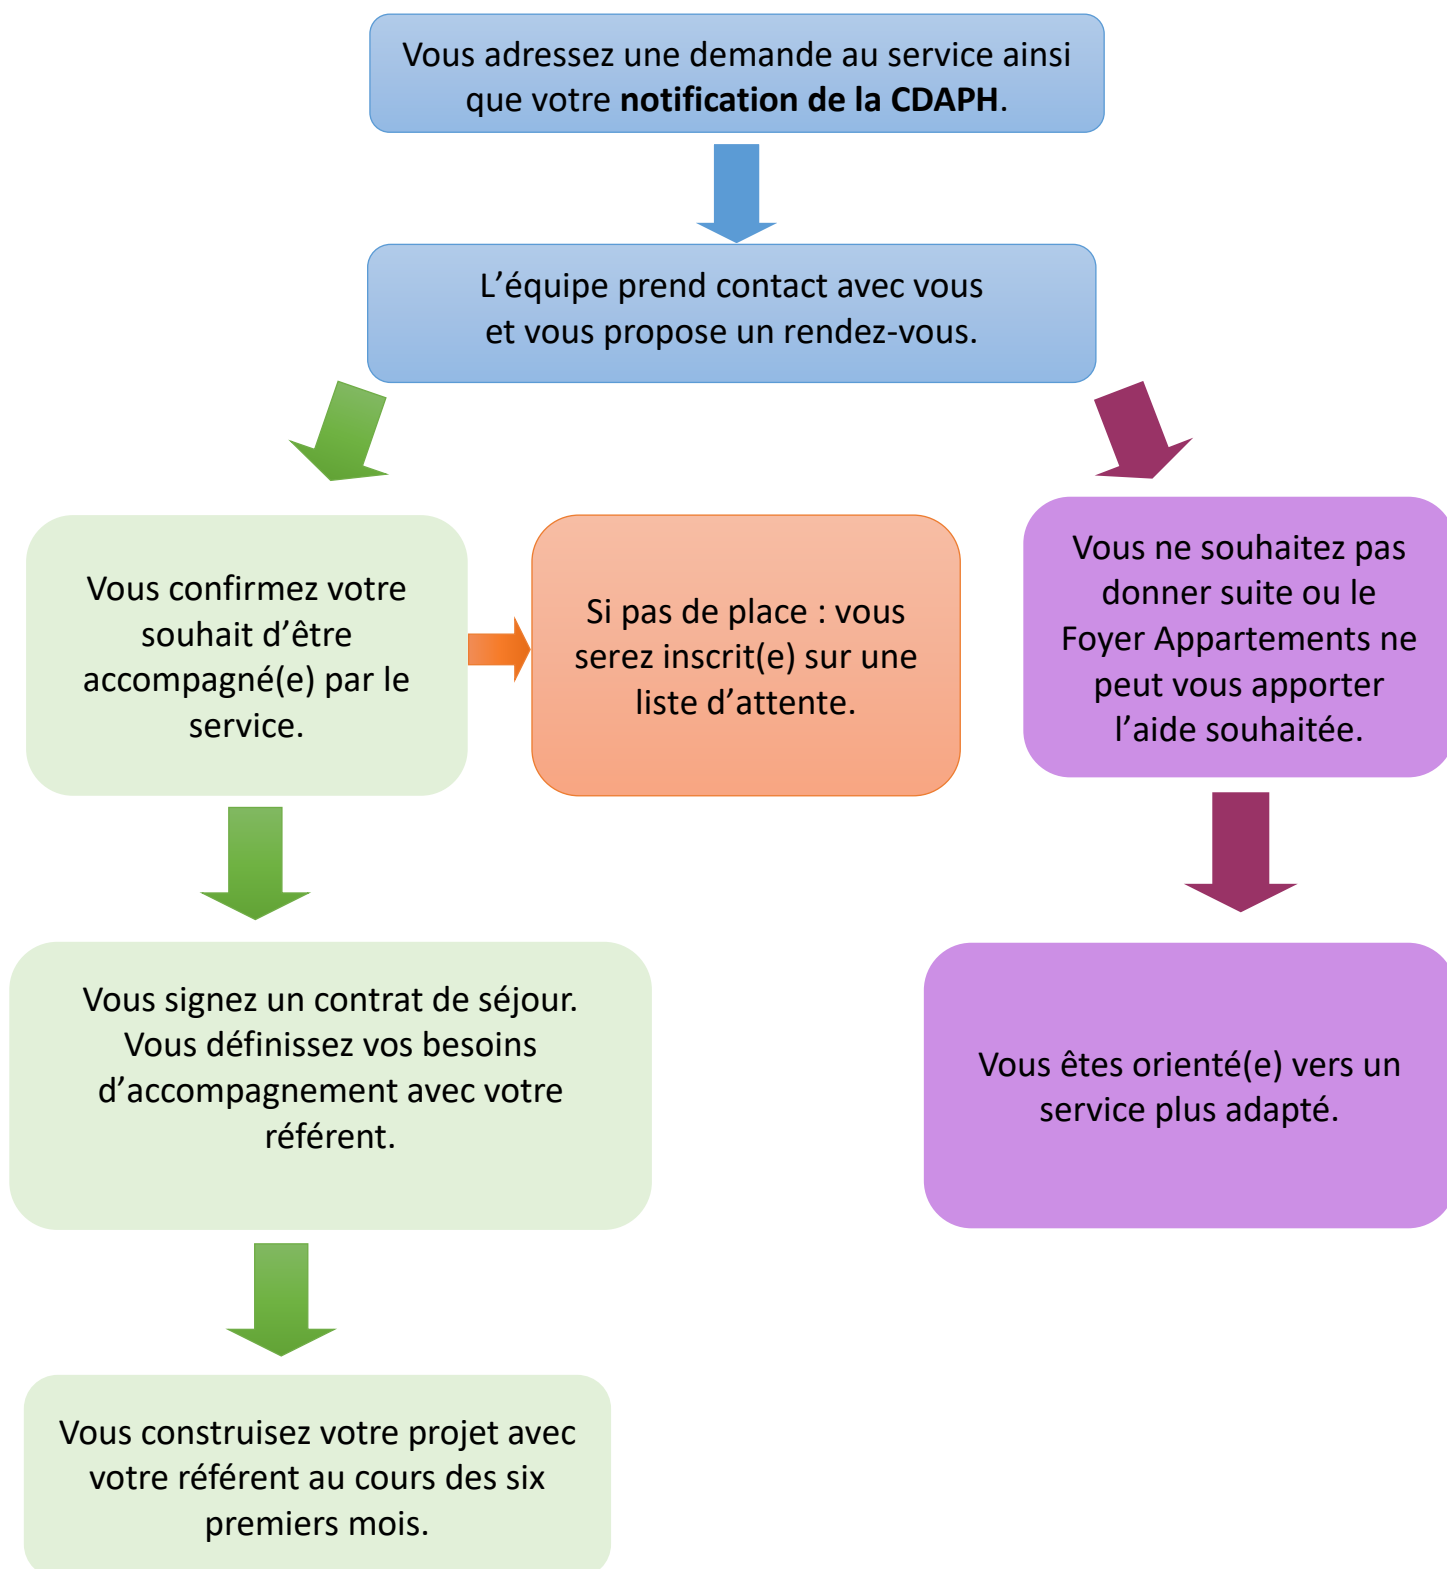 Vous adressez une demande au service ainsi
que votre notification de la CDAPH.
L’équipe prend contact avec vous
et vous propose un rendez-vous.
Vous confirmez votre
souhait d’être
accompagné(e) par le
service.
Si pas de place : vous
serez inscrit(e) sur une
liste d’attente.
Vous ne souhaitez pas
donner suite ou le
Foyer Appartements ne
peut vous apporter
l’aide souhaitée.
Vous signez un contrat de séjour.
Vous définissez vos besoins
d’accompagnement avec votre
référent.
Vous êtes orienté(e) vers un
service plus adapté.
Vous construisez votre projet avec
votre référent au cours des six
premiers mois.